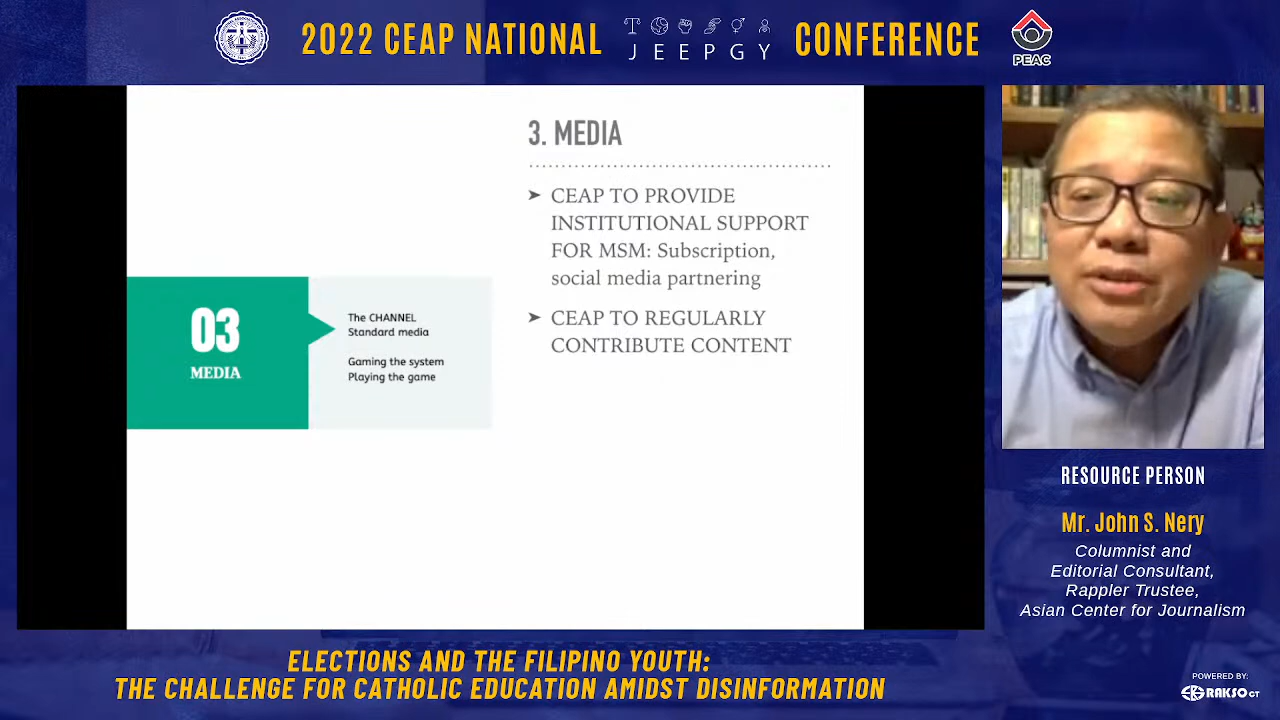 2022 CEAP NATIONAL
JEEPGY
CONFERENCE
PEAC
3. MEDIA
➤ CEAP TO PROVIDE
INSTITUTIONAL SUPPORT
FOR MSM: Subscription,
social media partnering
➤ CEAP TO REGULARLY
CONTRIBUTE CONTENT
03
MEDIA
The CHANNEL
Standard media
Gaming the system
Playing the game
RESOURCE PERSON
Mr. John S. Nery
Columnist and
Editorial Consultant,
Rappler Trustee,
Asian Center for Journalism
ELECTIONS AND THE FILIPINO YOUTH:
THE CHALLENGE FOR CATHOLIC EDUCATION AMIDST DISINFORMATION
POWERED BY:
RAKSO CT